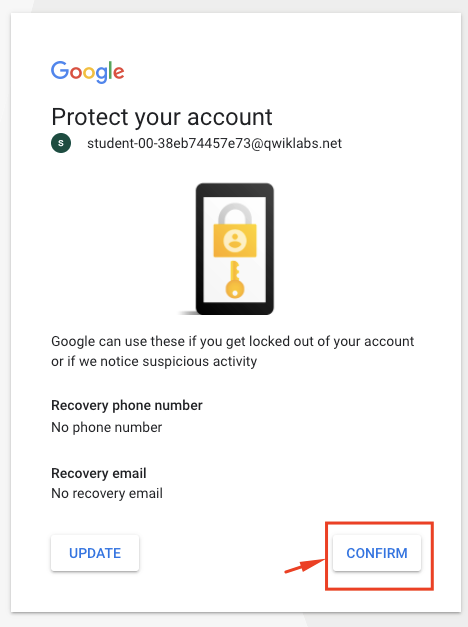 Google
Protect your account
S
student-00-38eb74457e73@qwiklabs.net
Google can use these if you get locked out of your account
or if we notice suspicious activity
Recovery phone number
No phone number
Recovery email
No recovery email
UPDATE
CONFIRM